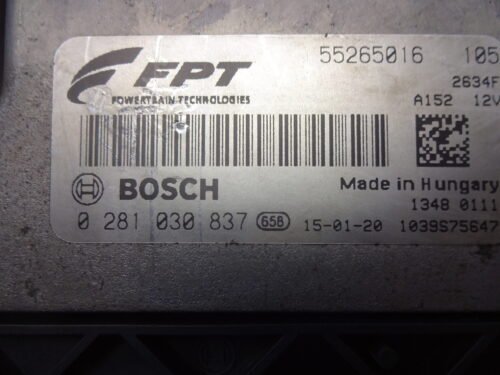 FPT 55265016 105
2634F
POWERTRAIN TECHNOLOGIES A152 12V
BOSCH Made in Hungary
1348 0111
0 281 030 837 65B 15-01-20 1039S75647